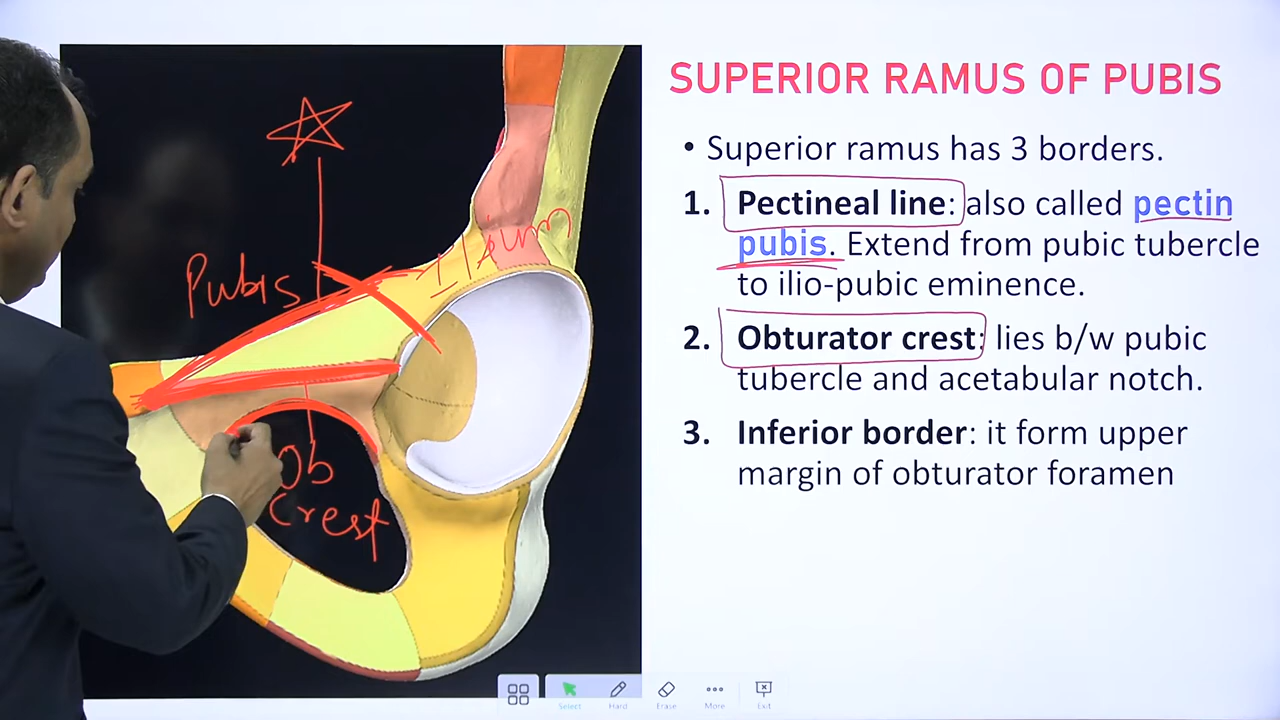 SUPERIOR RAMUS OF PUBIS
• Superior ramus has 3 borders.
1. Pectineal line: also called pectin
pubis. Extend from pubic tubercle
to ilio-pubic eminence.
2. Obturator crest: lies b/w pubic
tubercle and acetabular notch.
3. Inferior border: it form upper
margin of obturator foramen
Pubis
Ilium
Ob
crest
Select
Hard
Erase
More
Exit